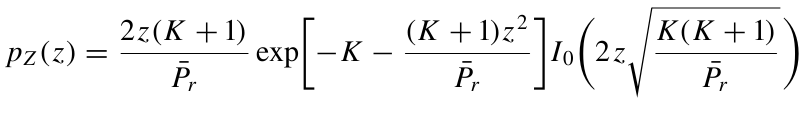 $p_Z(z) = \frac{2z(K+1)}{\bar{P}_r} \exp\left[-K - \frac{(K+1)z^2}{\bar{P}_r}\right] I_0\left(2z\sqrt{\frac{K(K+1)}{\bar{P}_r}}\right)$